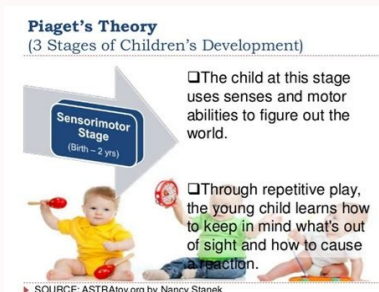 Piaget's Theory
(3 Stages of Children's Development)
Sensorimotor
Stage
(Birth – 2 yrs)
❑The child at this stage
uses senses and motor
abilities to figure out the
world.
❑Through repetitive play,
the young child learns how
to keep in mind what's out
of sight and how to cause
a reaction.
SOURCE: ASTRAtoy.org by Nancy Stanek